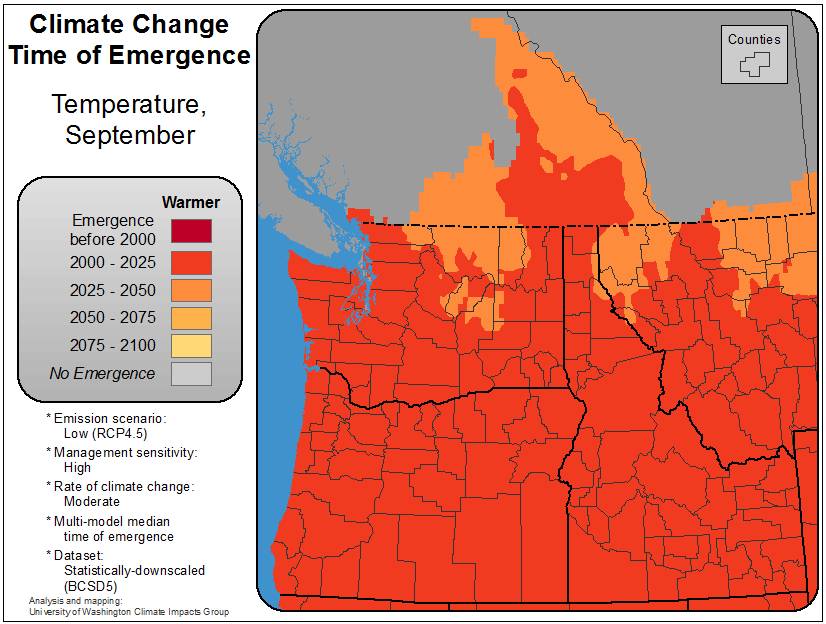 Climate Change
Time of Emergence
Temperature,
September
Warmer
Emergence
before 2000
2000 - 2025
2025 - 2050
2050 - 2075
2075 - 2100
No Emergence
* Emission scenario:
Low (RCP4.5)
* Management sensitivity:
High
* Rate of climate change:
Moderate
* Multi-model median
time of emergence
* Dataset:
Statistically-downscaled
(BCSD5)
Analysis and mapping:
University of Washington Climate Impacts Group
Counties